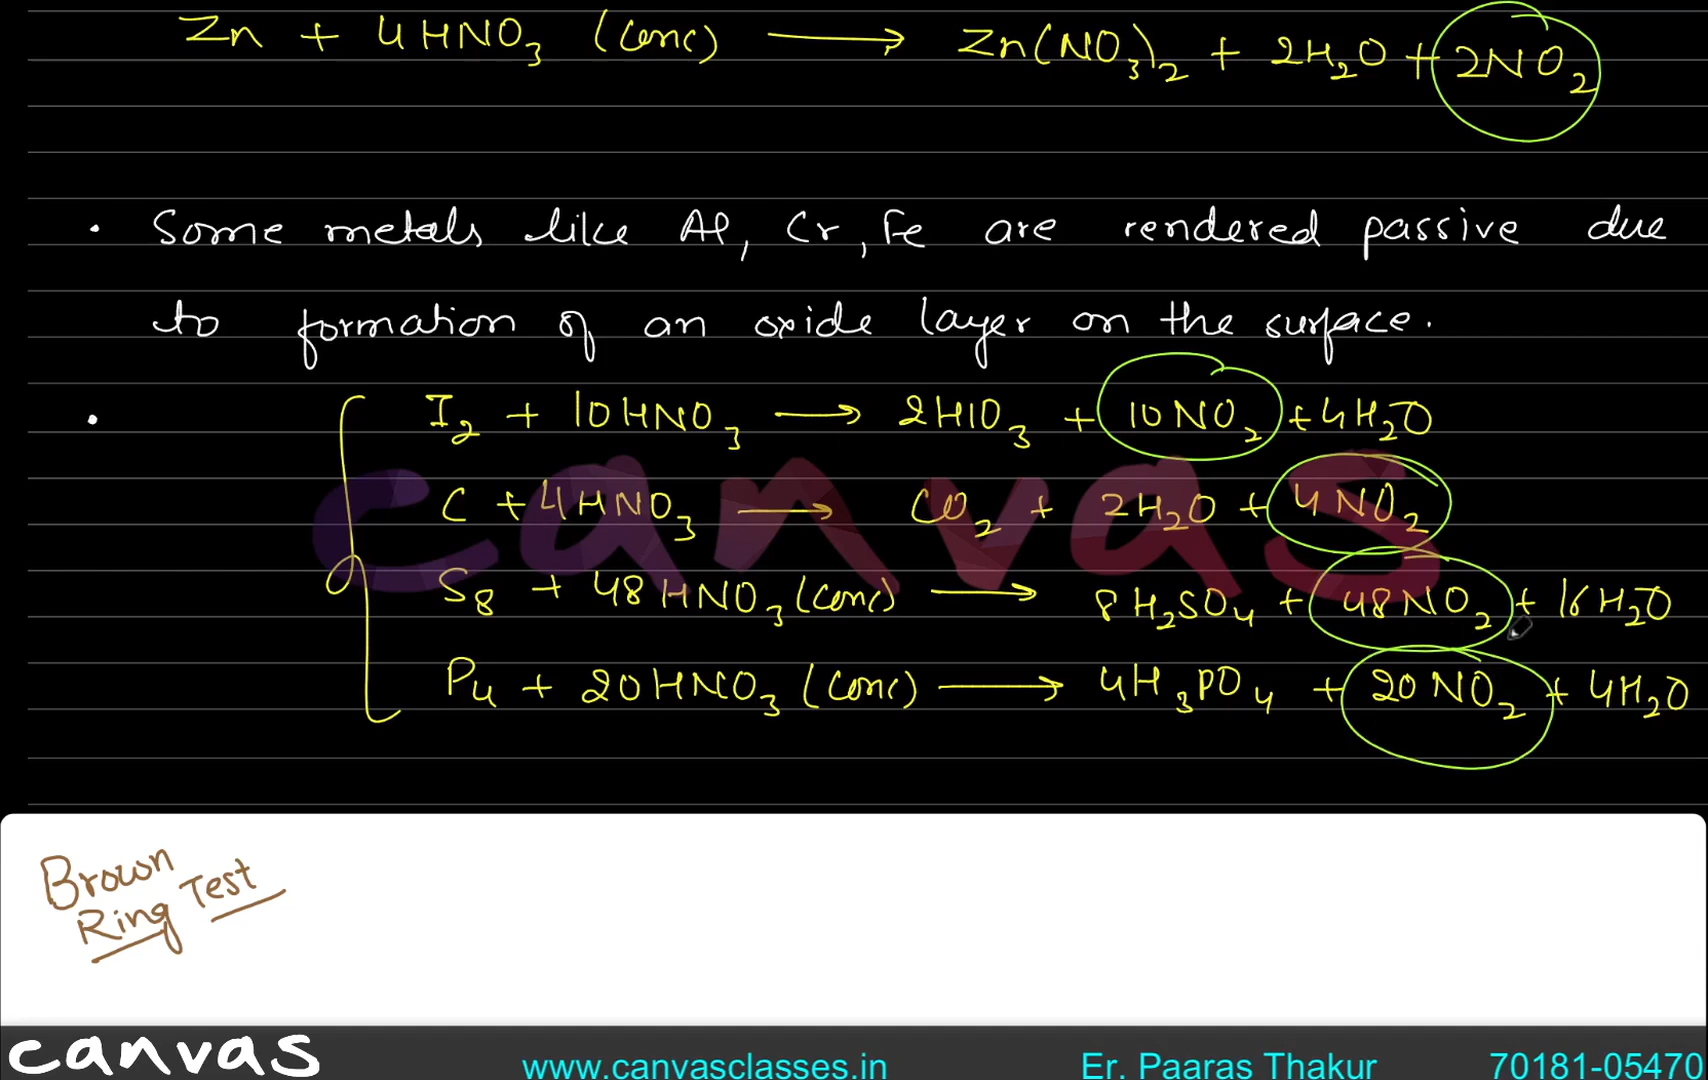 Zn + 4HNO₃ (conc) ⟶ Zn(NO₃)₂ + 2H₂O + 2NO₂
• Some metals like Al, Cr, Fe are rendered passive due
to formation of an oxide layer on the surface.
• I₂ + 10HNO₃ ⟶ 2HIO₃ + 10NO₂ + 4H₂O
C + 4HNO₃ ⟶ CO₂ + 2H₂O + 4NO₂
canvas
S₈ + 48HNO₃ (conc) ⟶ 8H₂SO₄ + 48NO₂ + 16H₂O
P₄ + 20HNO₃ (conc) ⟶ 4H₃PO₄ + 20NO₂ + 4H₂O
Brown
Ring Test
canvas www.canvasclasses.in Er. Paaras Thakur 70181-05470